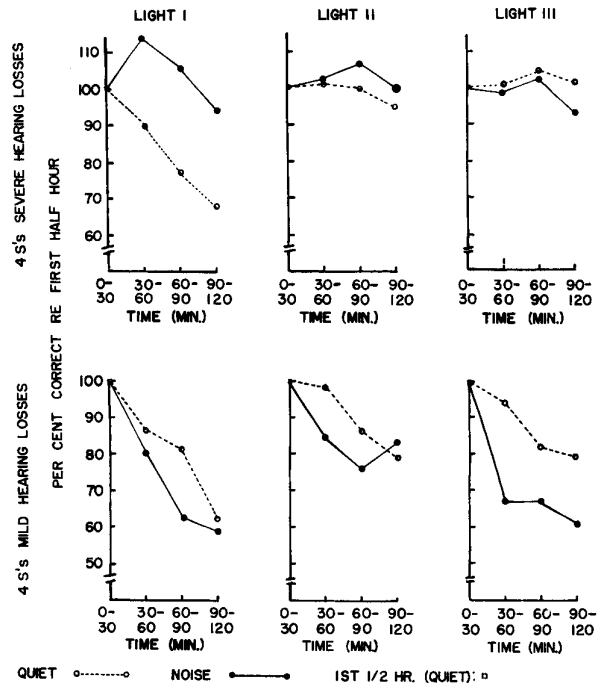 LIGHT I
LIGHT II
LIGHT III
4 S's SEVERE HEARING LOSSES
4 S's MILD HEARING LOSSES
PER CENT CORRECT RE FIRST HALF HOUR
110
100
90
80
70
60
0- 30- 60- 90-
30 60 90 120
TIME (MIN.)
0- 30- 60- 90-
30 60 90 120
TIME (MIN.)
0- 30- 60- 90-
30 60 90 120
TIME (MIN.)
100
90
80
70
60
50
0- 30- 60- 90-
30 60 90 120
TIME (MIN.)
0- 30- 60- 90-
30 60 90 120
TIME (MIN.)
0- 30- 60- 90-
30 60 90 120
TIME (MIN.)
QUIET NOISE 1ST 1/2 HR. (QUIET):